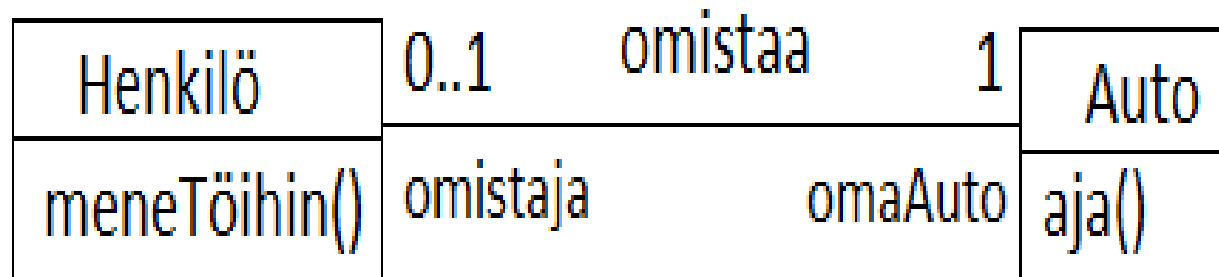 Henkilö
meneTöihin()
0..1 omistaa 1
omistaja omaAuto
Auto
aja()